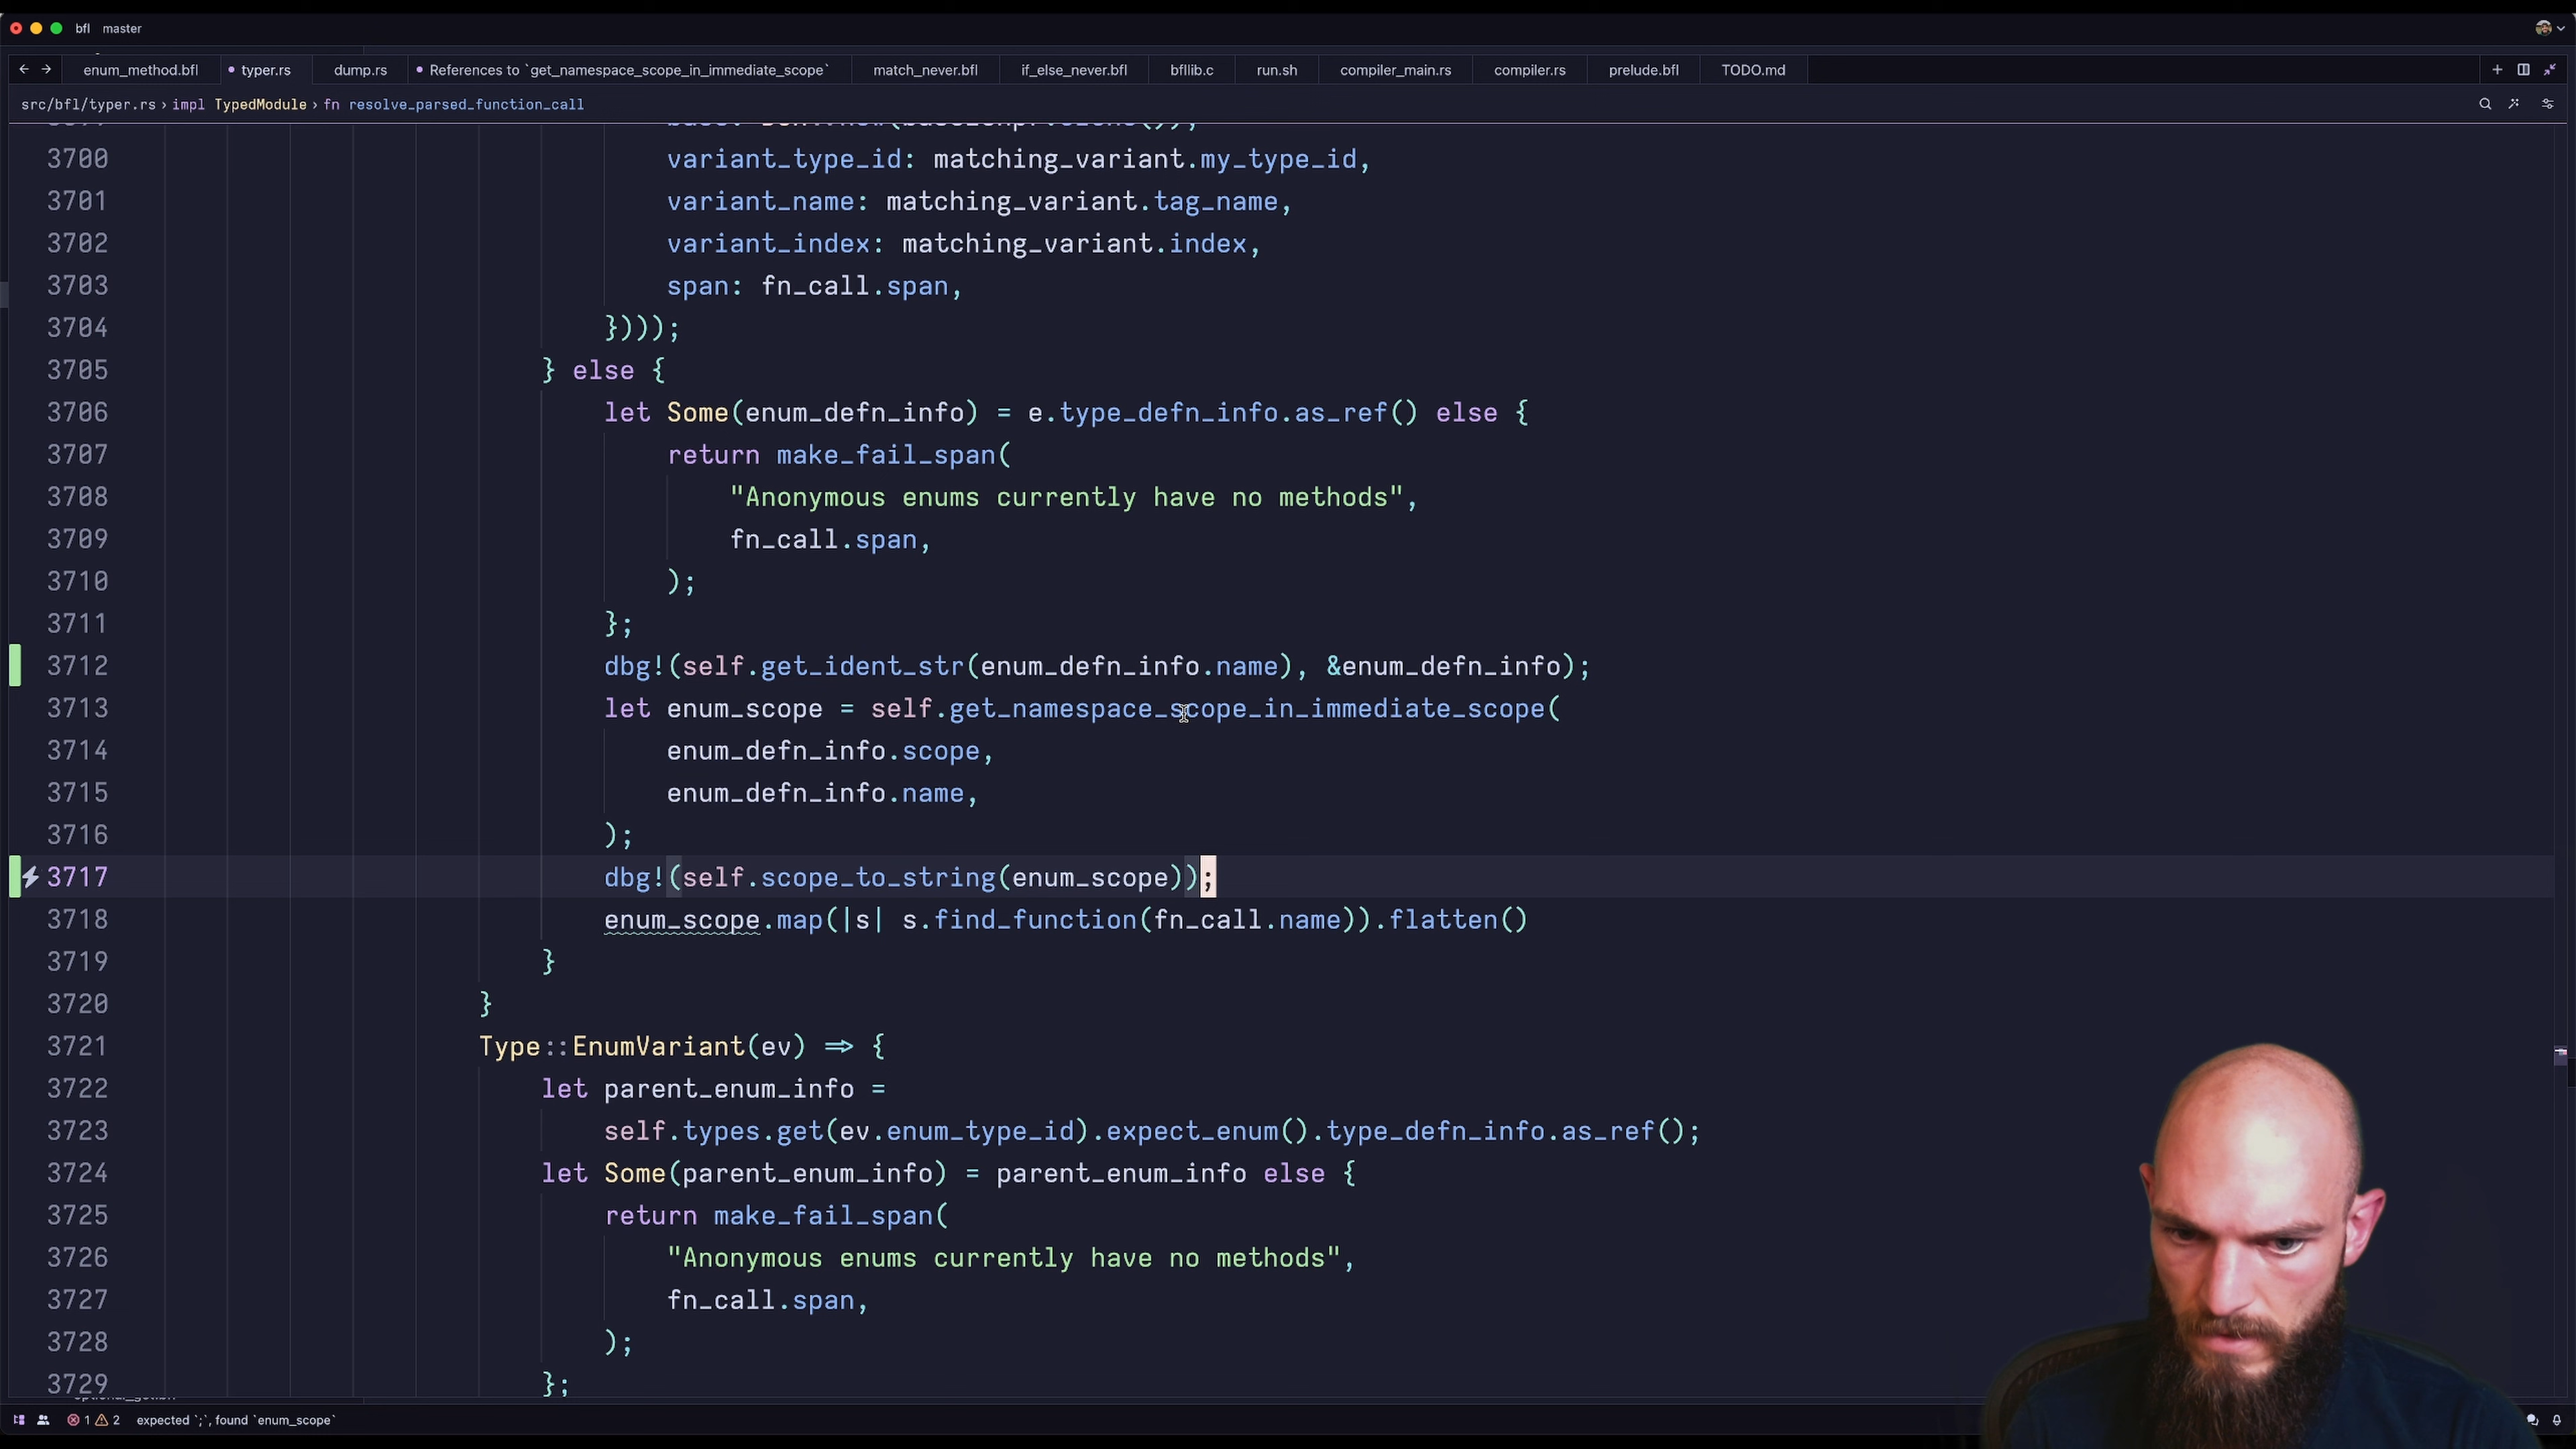 bfl master
enum_method.bfl typer.rs dump.rs References to `get_namespace_scope_in_immediate_scope` match_never.bfl if_else_never.bfl bfllib.c run.sh compiler_main.rs compiler.rs prelude.bfl TODO.md
src/bfl/typer.rs › impl TypedModule › fn resolve_parsed_function_call
3700 variant_type_id: matching_variant.my_type_id,
3701 variant_name: matching_variant.tag_name,
3702 variant_index: matching_variant.index,
3703 span: fn_call.span,
3704 })));
3705 } else {
3706 let Some(enum_defn_info) = e.type_defn_info.as_ref() else {
3707 return make_fail_span(
3708 "Anonymous enums currently have no methods",
3709 fn_call.span,
3710 );
3711 };
3712 dbg!(self.get_ident_str(enum_defn_info.name), &enum_defn_info);
3713 let enum_scope = self.get_namespace_scope_in_immediate_scope(
3714 enum_defn_info.scope,
3715 enum_defn_info.name,
3716 );
3717 dbg!(self.scope_to_string(enum_scope));
3718 enum_scope.map(|s| s.find_function(fn_call.name)).flatten()
3719 }
3720 }
3721 Type::EnumVariant(ev) => {
3722 let parent_enum_info =
3723 self.types.get(ev.enum_type_id).expect_enum().type_defn_info.as_ref();
3724 let Some(parent_enum_info) = parent_enum_info else {
3725 return make_fail_span(
3726 "Anonymous enums currently have no methods",
3727 fn_call.span,
3728 );
3729 };
1 2 expected `;`, found `enum_scope`